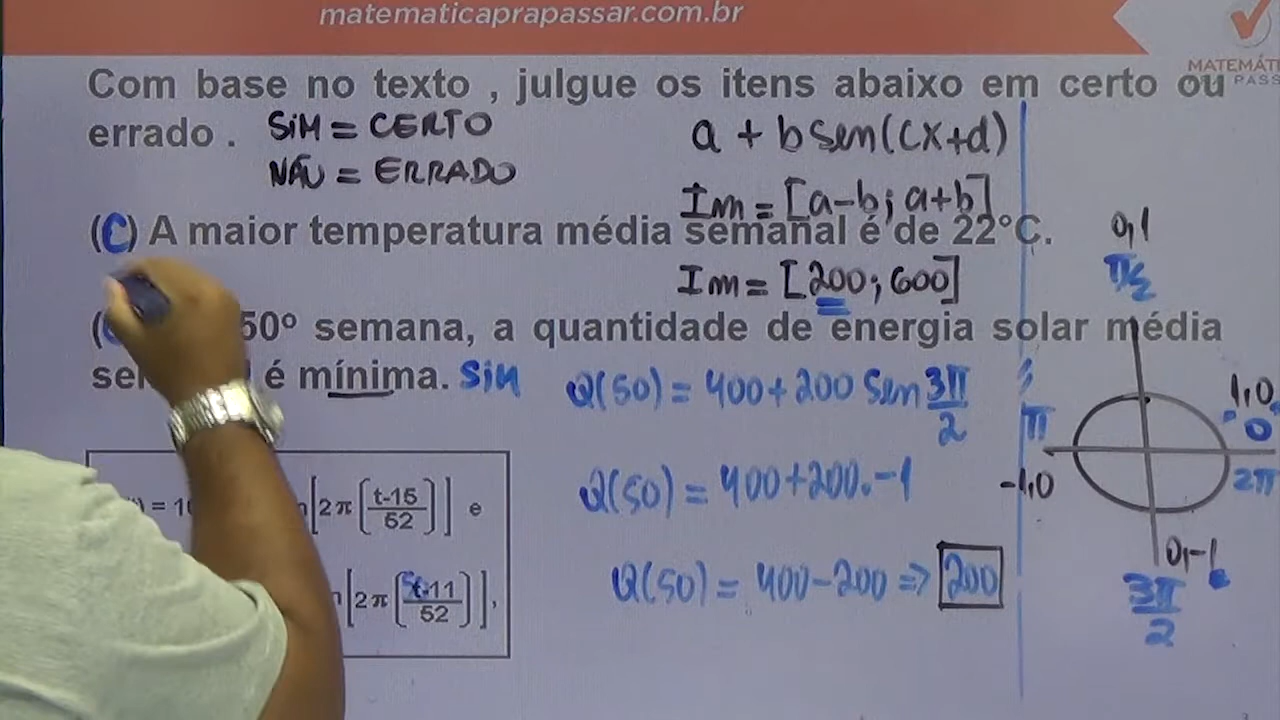 matematicaprapassar.com.br
MATEMÁTI
PASS
Com base no texto , julgue os itens abaixo em certo ou
errado . SIM = CERTO
NÃO = ERRADO
a + b sen(cx+d)
Im = [a-b; a+b]
(C) A maior temperatura média semanal é de 22°C.
Im = [200; 600]
50º semana, a quantidade de energia solar média
é mínima. SIM
Q(50) = 400 + 200 Sen 3π/2
Q(50) = 400 + 200 . -1
Q(50) = 400 - 200 => 200
[2π(t-15/52)] e
[2π(t-11/52)],
0,1
π/2
1,0
0
π
-1,0
2π
0,-1
3π/2